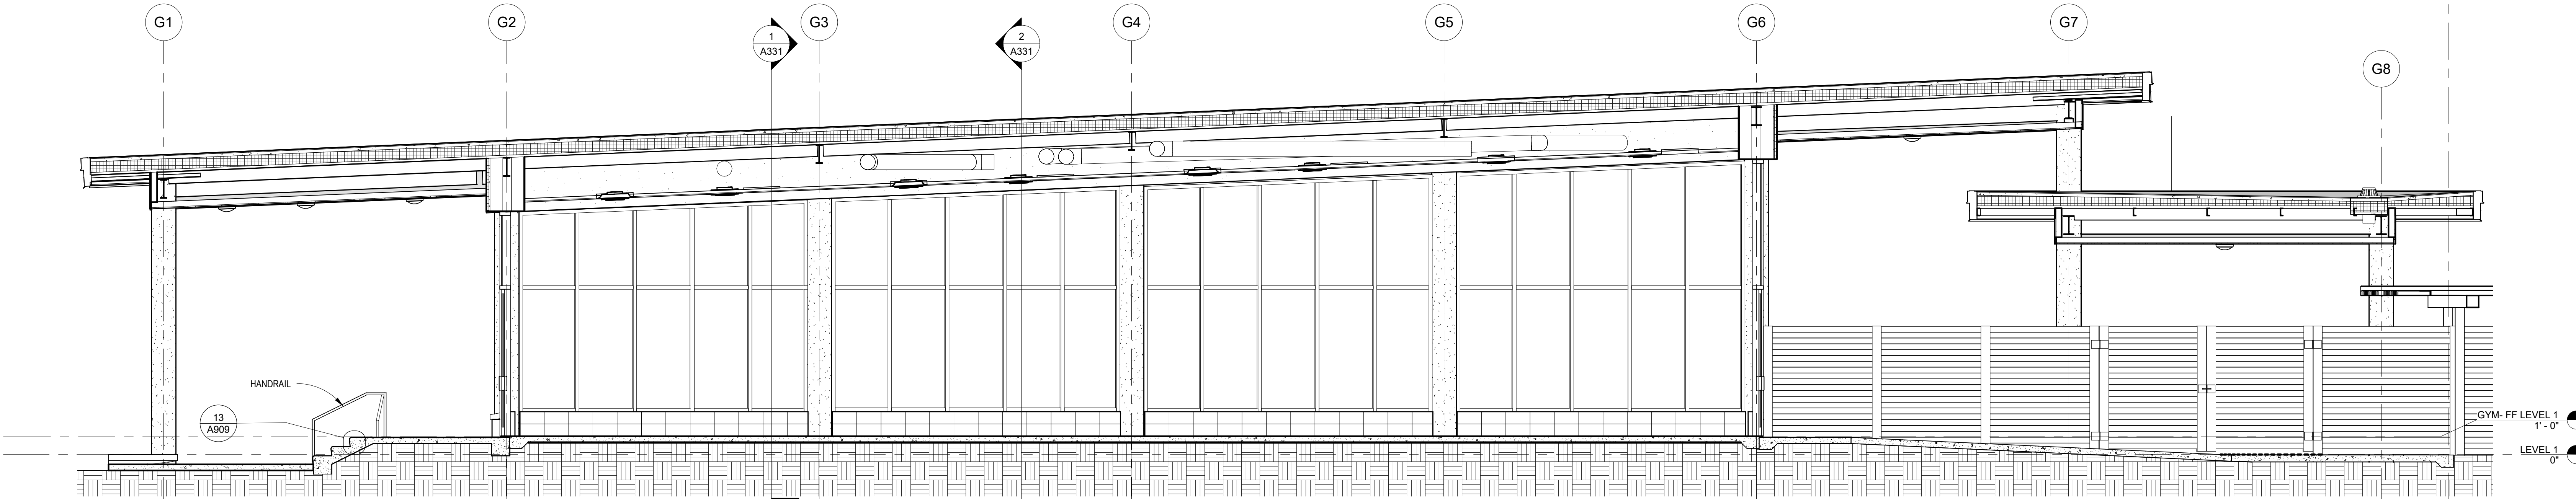 G1
G2
1
A331
G3
2
A331
G4
G5
G6
G7
G8
HANDRAIL
13
A909
GYM- FF LEVEL 1
1' - 0"
LEVEL 1
0"